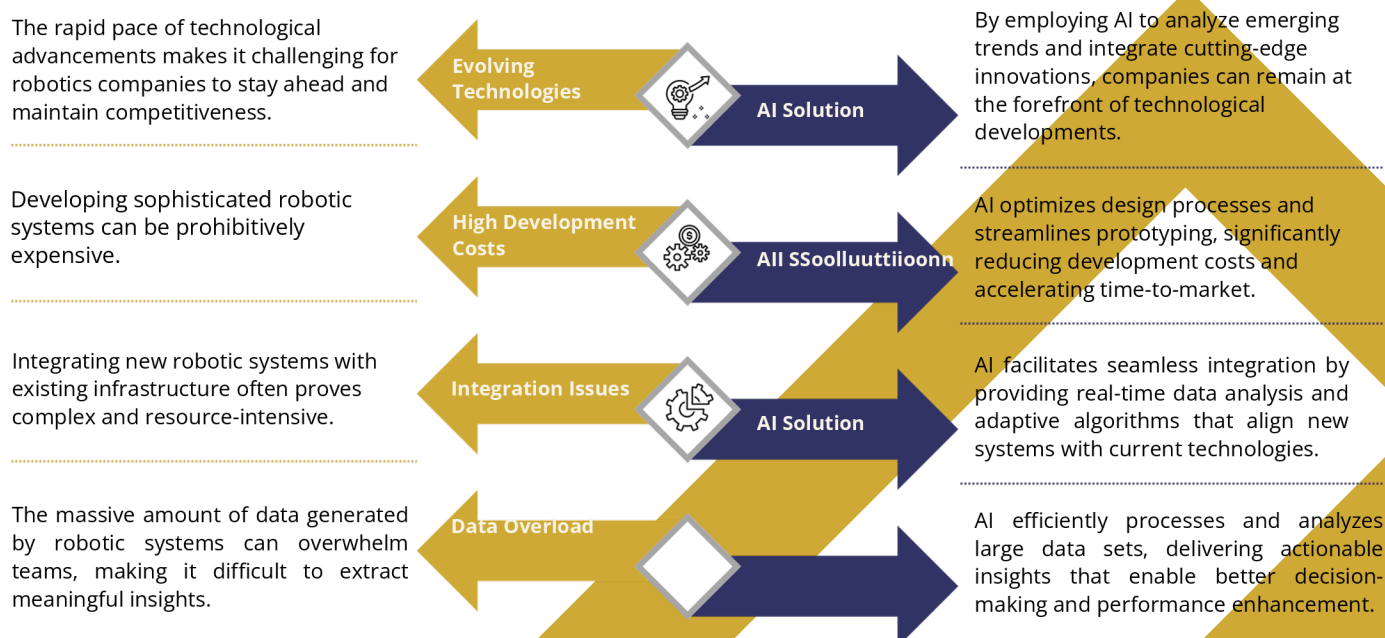 The rapid pace of technological
advancements makes it challenging for
robotics companies to stay ahead and
maintain competitiveness.
Evolving
Technologies
AI Solution
By employing AI to analyze emerging
trends and integrate cutting-edge
innovations, companies can remain at
the forefront of technological
developments.
Developing sophisticated robotic
systems can be prohibitively
expensive.
High Development
Costs
$
AII SSoolluuttiioonn
AI optimizes design processes and
streamlines prototyping, significantly
reducing development costs and
accelerating time-to-market.
Integrating new robotic systems with
existing infrastructure often proves
complex and resource-intensive.
Integration Issues
AI Solution
AI facilitates seamless integration by
providing real-time data analysis and
adaptive algorithms that align new
systems with current technologies.
The massive amount of data generated
by robotic systems can overwhelm
teams, making it difficult to extract
meaningful insights.
Data Overload
AI efficiently processes and analyzes
large data sets, delivering actionable
insights that enable better decision-
making and performance enhancement.